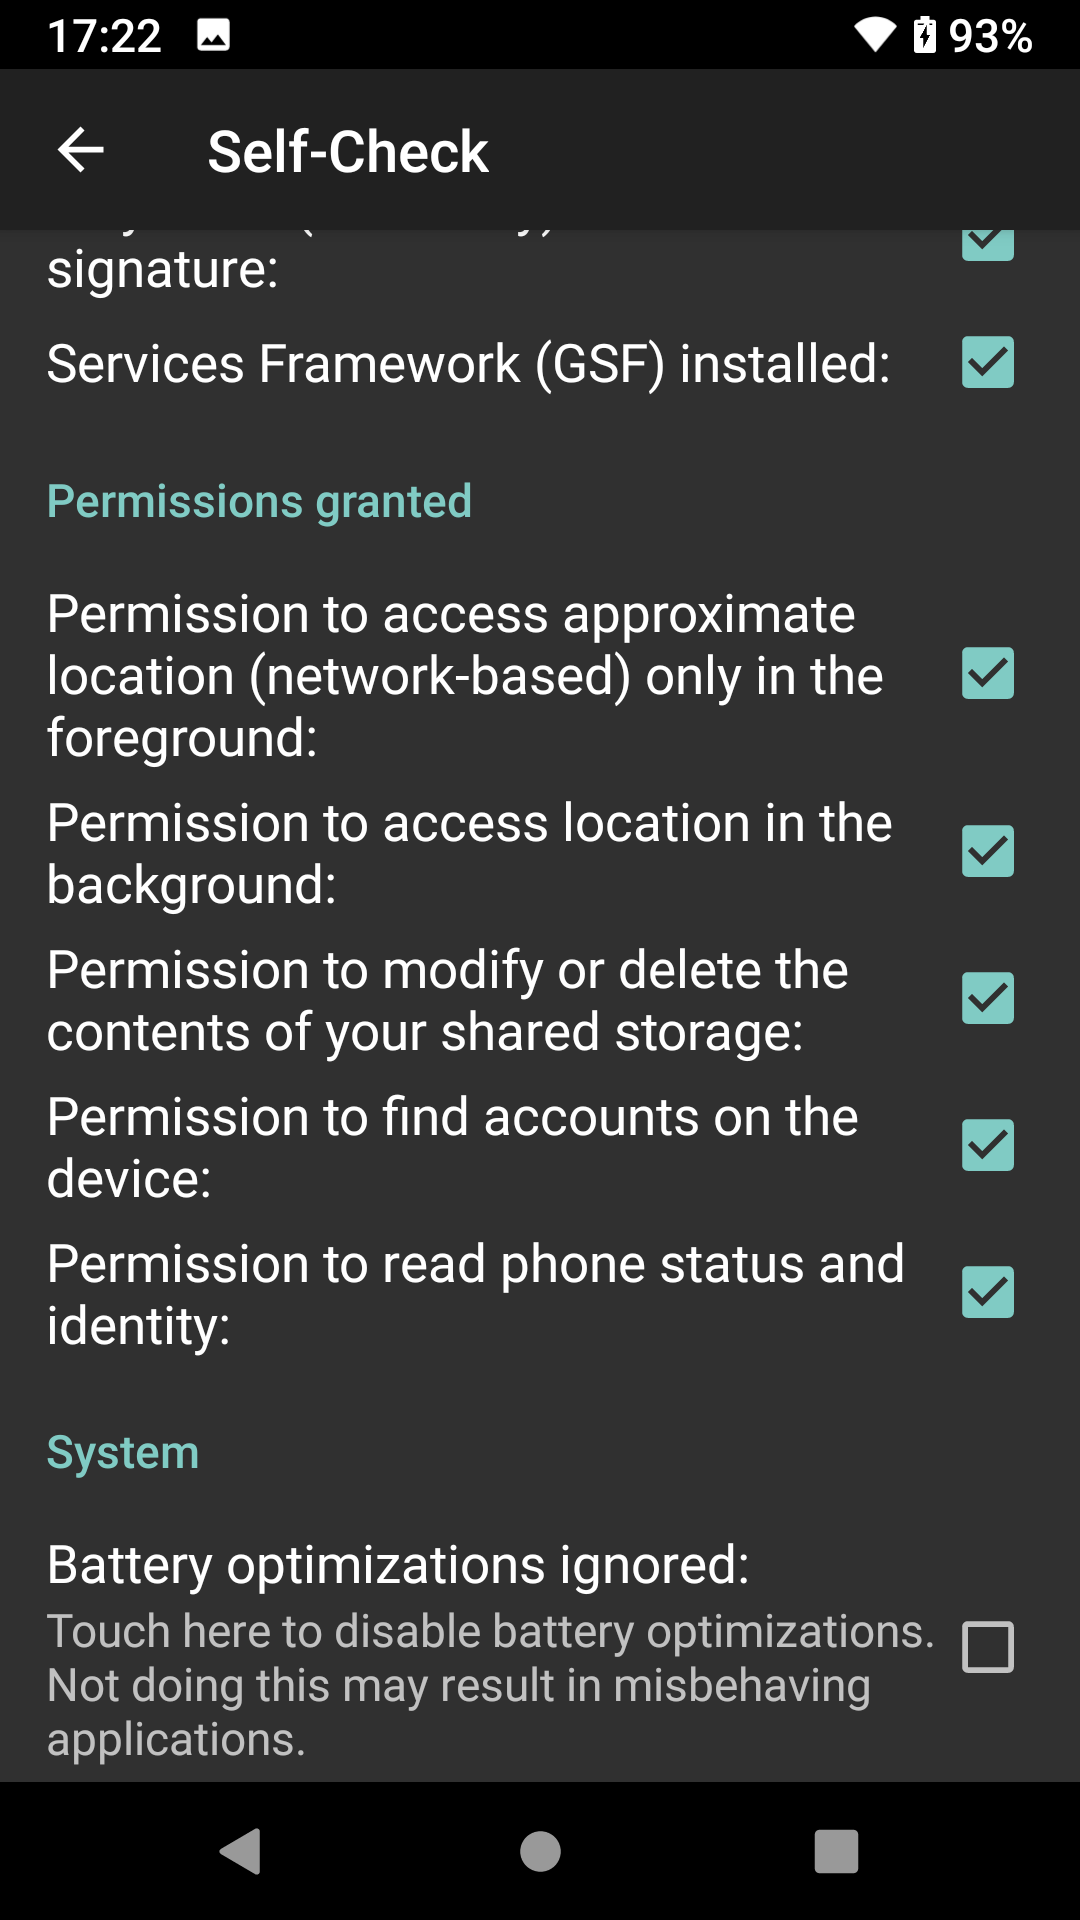 17:22
93%
Self-Check
signature:
Services Framework (GSF) installed:
Permissions granted
Permission to access approximate
location (network-based) only in the
foreground:
Permission to access location in the
background:
Permission to modify or delete the
contents of your shared storage:
Permission to find accounts on the
device:
Permission to read phone status and
identity:
System
Battery optimizations ignored:
Touch here to disable battery optimizations.
Not doing this may result in misbehaving
applications.